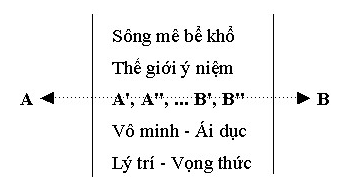 Sông mê bể khổ
Thế giới ý niệm
A A', A'', ... B', B'' B
Vô minh - Ái dục
Lý trí - Vọng thức